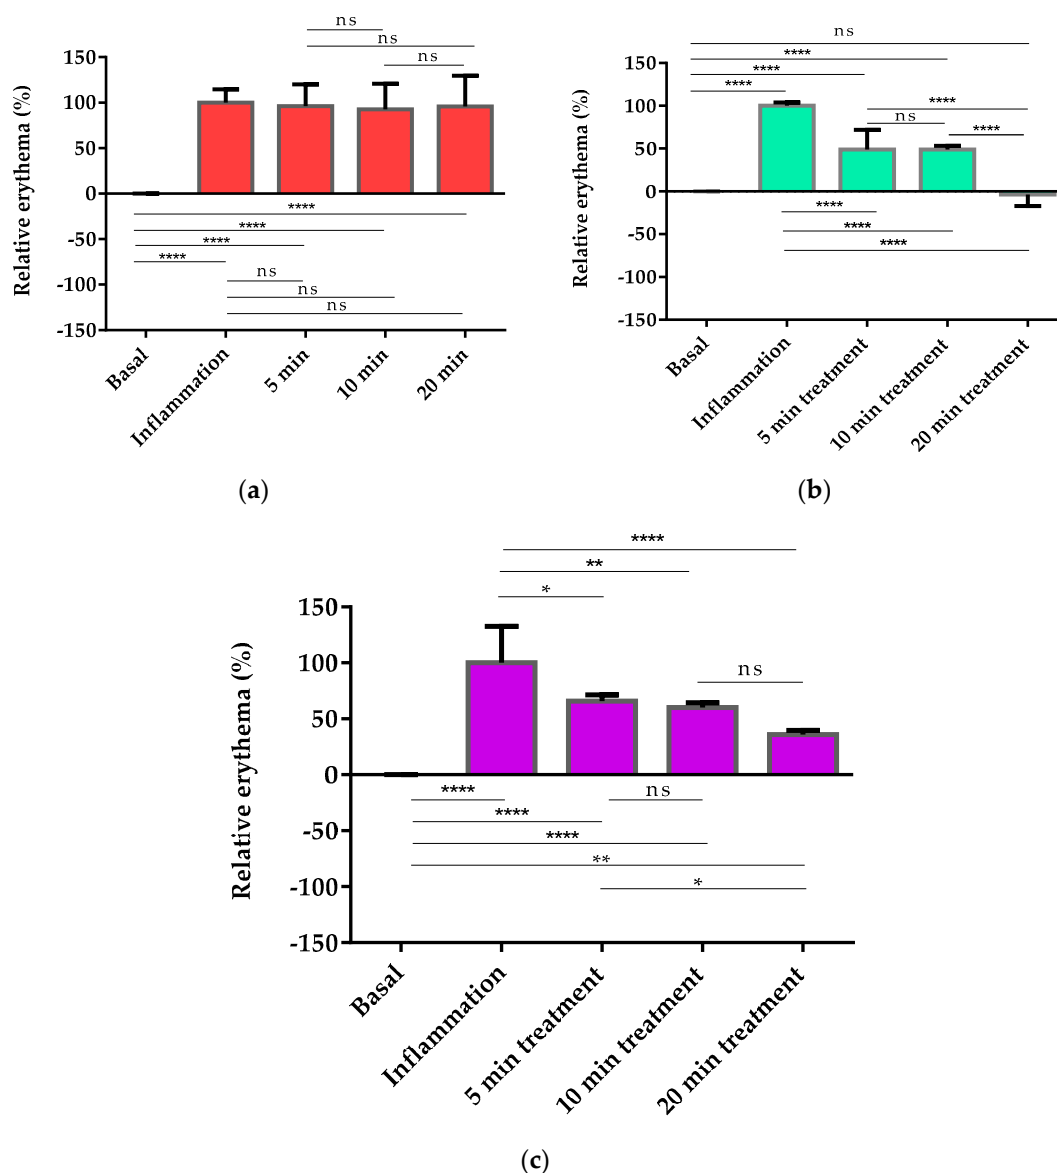 ns
ns
ns
150
100
50
0
-50
-100
-150
Relative erythema (%)
****
****
****
****
ns
ns
ns
Basal
Inflammation
5 min
10 min
20 min
(a)
ns
****
****
****
****
ns
****
150
100
50
0
-50
-100
-150
Relative erythema (%)
****
****
****
Basal
Inflammation
5 min treatment
10 min treatment
20 min treatment
(b)
****
**
*
ns
150
100
50
0
-50
-100
-150
Relative erythema (%)
****
ns
****
****
**
*
Basal
Inflammation
5 min treatment
10 min treatment
20 min treatment
(c)